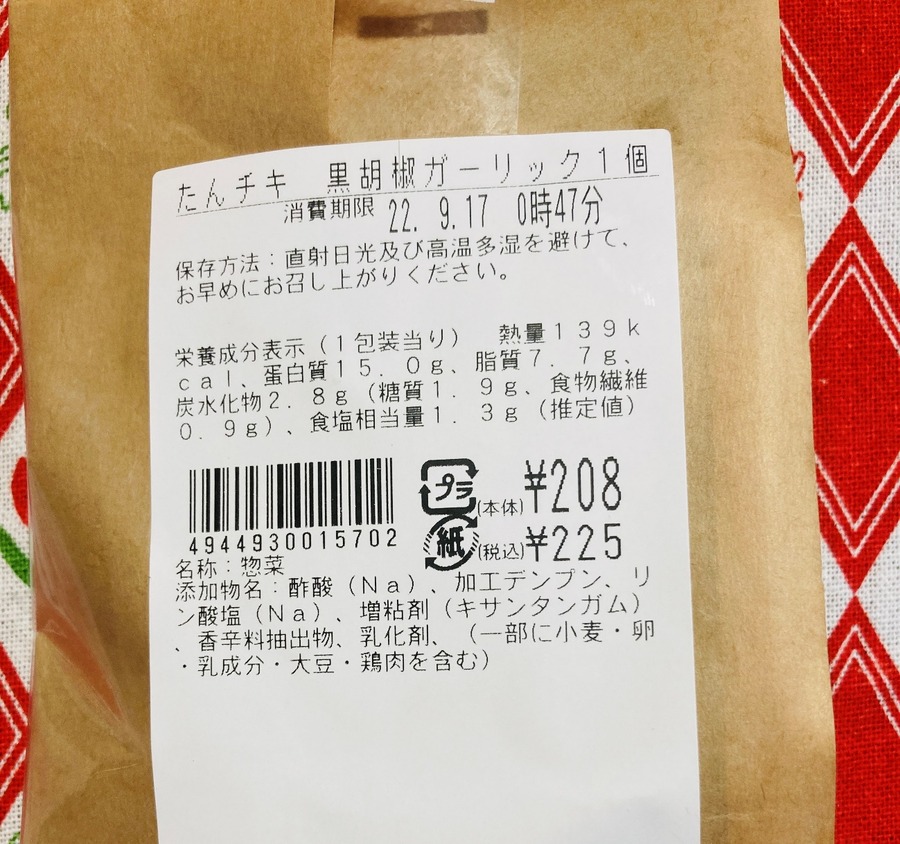 たんチキ　黒胡椒ガーリック１個
消費期限 22. 9.17 0時47分
保存方法：直射日光及び高温多湿を避けて、
お早めにお召し上がりください。
栄養成分表示（１包装当り）　熱量１３９ｋ
ｃａｌ、蛋白質１５．０ｇ、脂質７．７ｇ、
炭水化物２．８ｇ（糖質１．９ｇ、食物繊維
０．９ｇ）、食塩相当量１．３ｇ（推定値）
プラ (本体) ¥208
紙 (税込) ¥225
4944930015702
名称：惣菜
添加物名：酢酸（Ｎａ）、加工デンプン、リ
ン酸塩（Ｎａ）、増粘剤（キサンタンガム）
、香辛料抽出物、乳化剤、（一部に小麦・卵
・乳成分・大豆・鶏肉を含む）